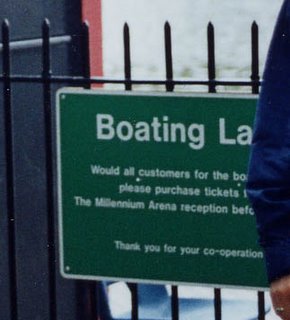 Boating La
Would all customers for the boa
please purchase tickets
The Millennium Arena reception befo
Thank you for your co-operation